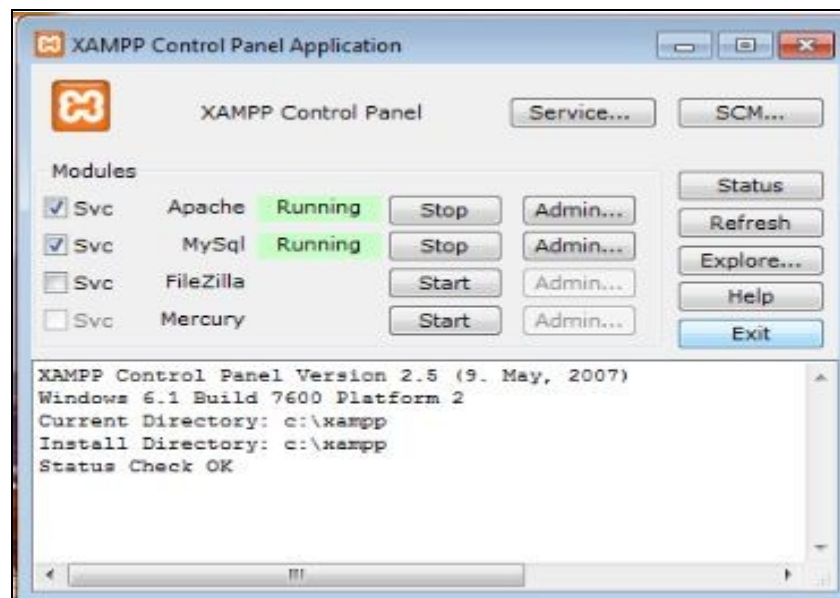 XAMPP Control Panel Application
XAMPP Control Panel Service... SCM...
Modules
Status
Svc Apache Running Stop Admin...
Refresh
Svc MySql Running Stop Admin...
Explore...
Svc FileZilla Start Admin...
Help
Svc Mercury Start Admin...
Exit
XAMPP Control Panel Version 2.5 (9. May, 2007)
Windows 6.1 Build 7600 Platform 2
Current Directory: c:\xampp
Install Directory: c:\xampp
Status Check OK